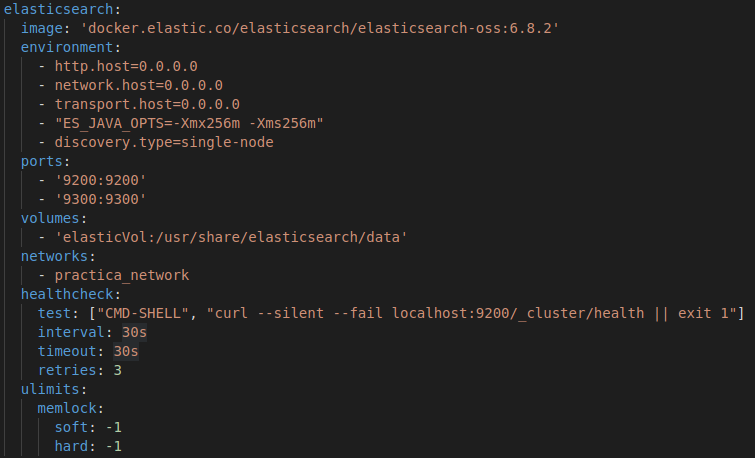 elasticsearch:
  image: 'docker.elastic.co/elasticsearch/elasticsearch-oss:6.8.2'
  environment:
    - http.host=0.0.0.0
    - network.host=0.0.0.0
    - transport.host=0.0.0.0
    - "ES_JAVA_OPTS=-Xmx256m -Xms256m"
    - discovery.type=single-node
  ports:
    - '9200:9200'
    - '9300:9300'
  volumes:
    - 'elasticVol:/usr/share/elasticsearch/data'
  networks:
    - practica_network
  healthcheck:
    test: ["CMD-SHELL", "curl --silent --fail localhost:9200/_cluster/health || exit 1"]
    interval: 30s
    timeout: 30s
    retries: 3
  ulimits:
    memlock:
      soft: -1
      hard: -1